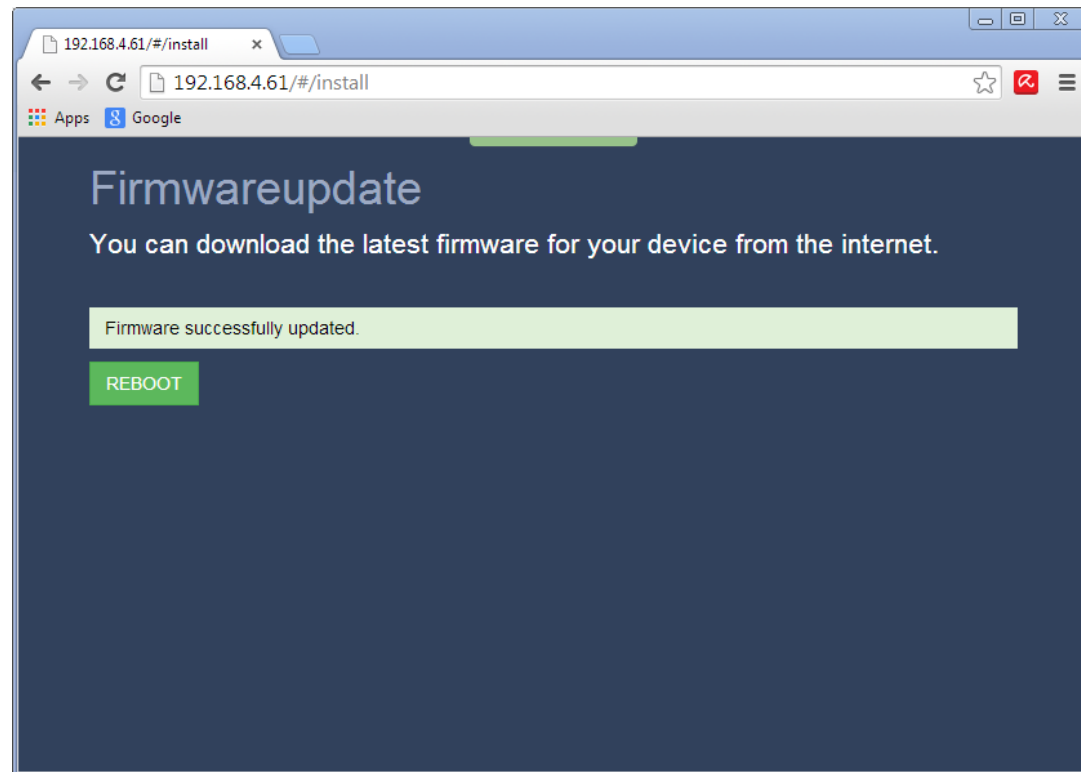 192.168.4.61/#/install
192.168.4.61/#/install
Apps Google
Firmwareupdate
You can download the latest firmware for your device from the internet.
Firmware successfully updated.
REBOOT